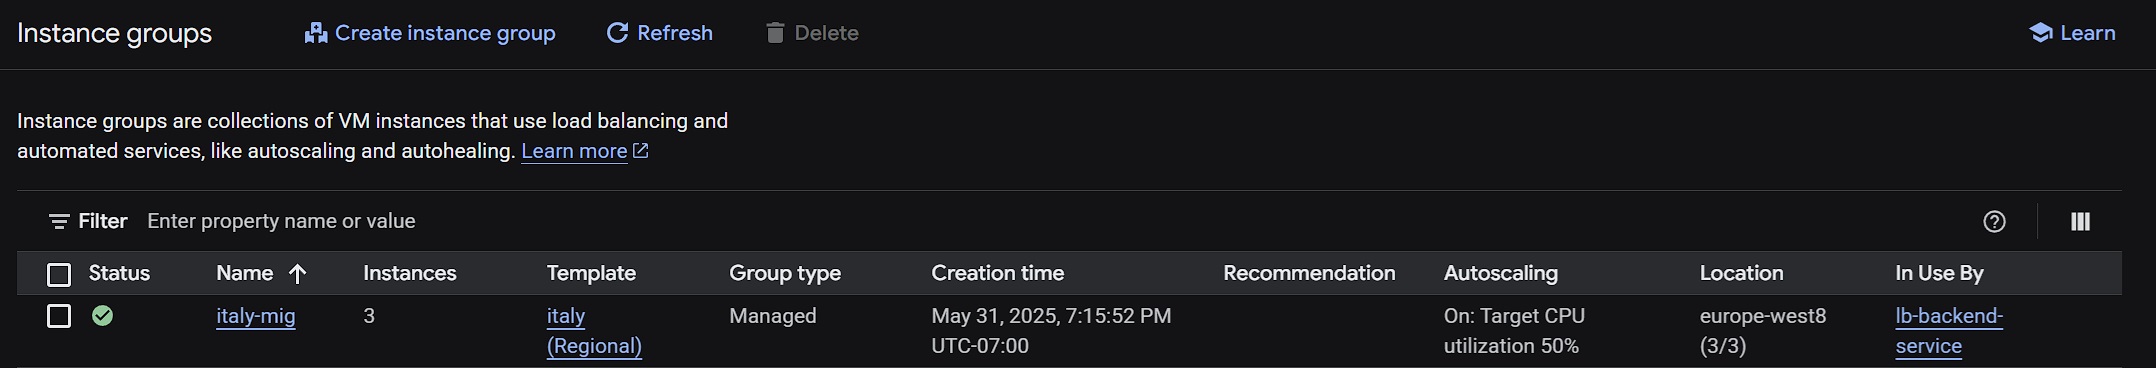 Instance groups Create instance group Refresh Delete Learn
Instance groups are collections of VM instances that use load balancing and
automated services, like autoscaling and autohealing. Learn more
Filter Enter property name or value
Status Name Instances Template Group type Creation time Recommendation Autoscaling Location In Use By
italy-mig 3 italy Managed May 31, 2025, 7:15:52 PM On: Target CPU europe-west8 lb-backend-
(Regional) UTC-07:00 utilization 50% (3/3) service